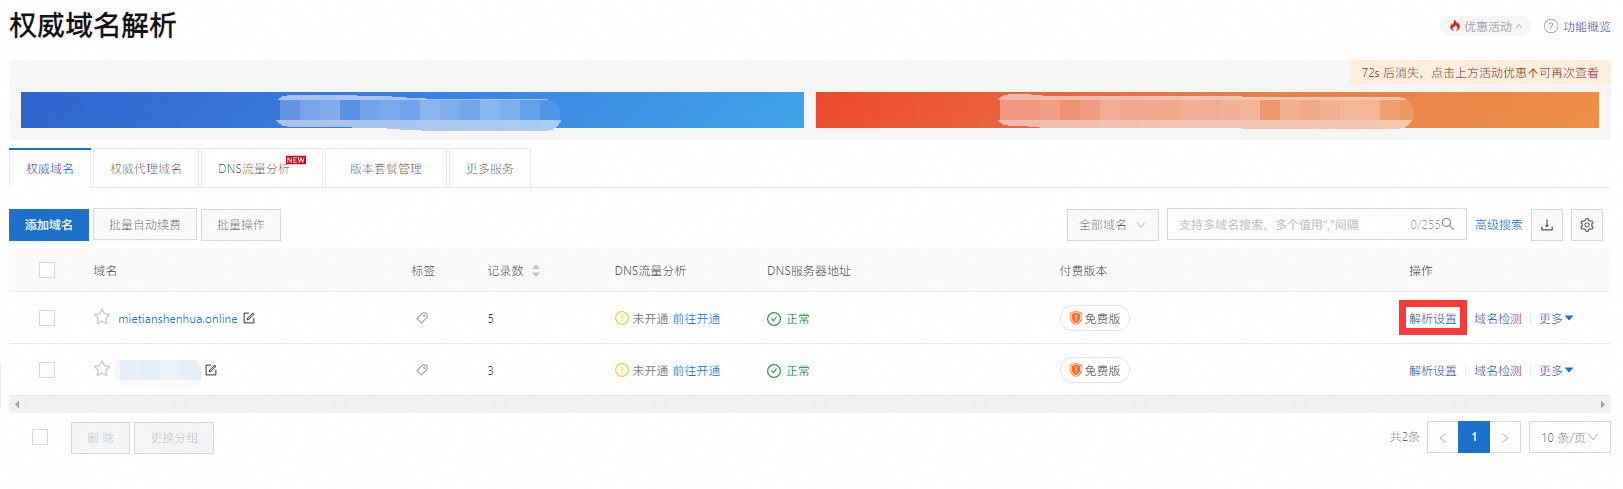 权威域名解析
优惠活动
功能概览
72s 后消失，点击上方活动优惠↑可再次查看
权威域名 权威代理域名 DNS流量分析 NEW 版本套餐管理 更多服务
添加域名 批量自动续费 批量操作 全部域名 支持多域名搜索，多个值用","间隔 0/255 高级搜索
域名 标签 记录数 DNS流量分析 DNS服务器地址 付费版本 操作
mietianshenhua.online 5 未开通 前往开通 正常 免费版 解析设置 域名检测 更多
3 未开通 前往开通 正常 免费版 解析设置 域名检测 更多
删除 更换分组 共2条 1 10 条/页